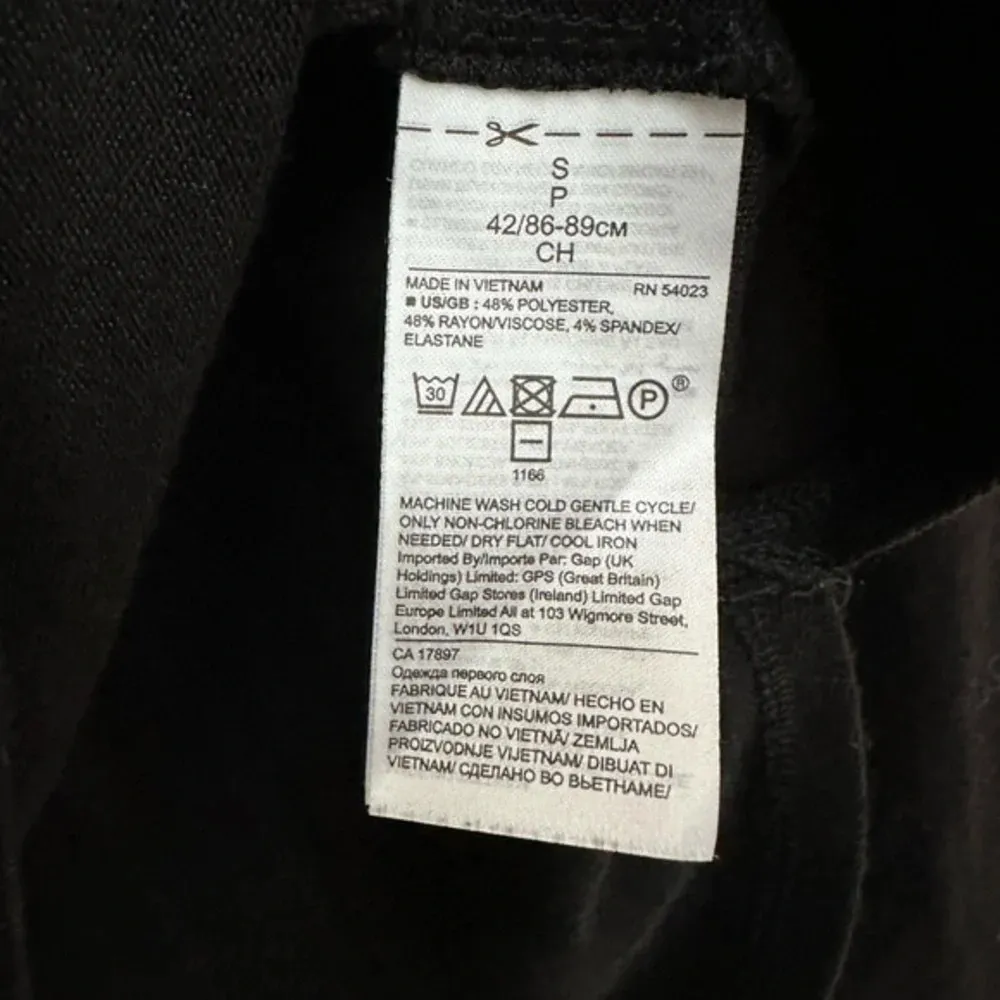 S
P
42/86-89CM
CH
MADE IN VIETNAM RN 54023
■ US/GB : 48% POLYESTER,
48% RAYON/VISCOSE, 4% SPANDEX/
ELASTANE
30 P ®
1166
MACHINE WASH COLD GENTLE CYCLE/
ONLY NON-CHLORINE BLEACH WHEN
NEEDED/ DRY FLAT/ COOL IRON
Imported By/Importe Par: Gap (UK
Holdings) Limited: GPS (Great Britain)
Limited Gap Stores (Ireland) Limited Gap
Europe Limited All at 103 Wigmore Street,
London, W1U 1QS
CA 17897
Одежда первого слоя
FABRIQUE AU VIETNAM/ HECHO EN
VIETNAM CON INSUMOS IMPORTADOS/
FABRICADO NO VIETNÃ/ ZEMLJA
PROIZVODNJE VIJETNAM/ DIBUAT DI
VIETNAM/ СДЕЛАНО ВО ВЬЕТНАМЕ/